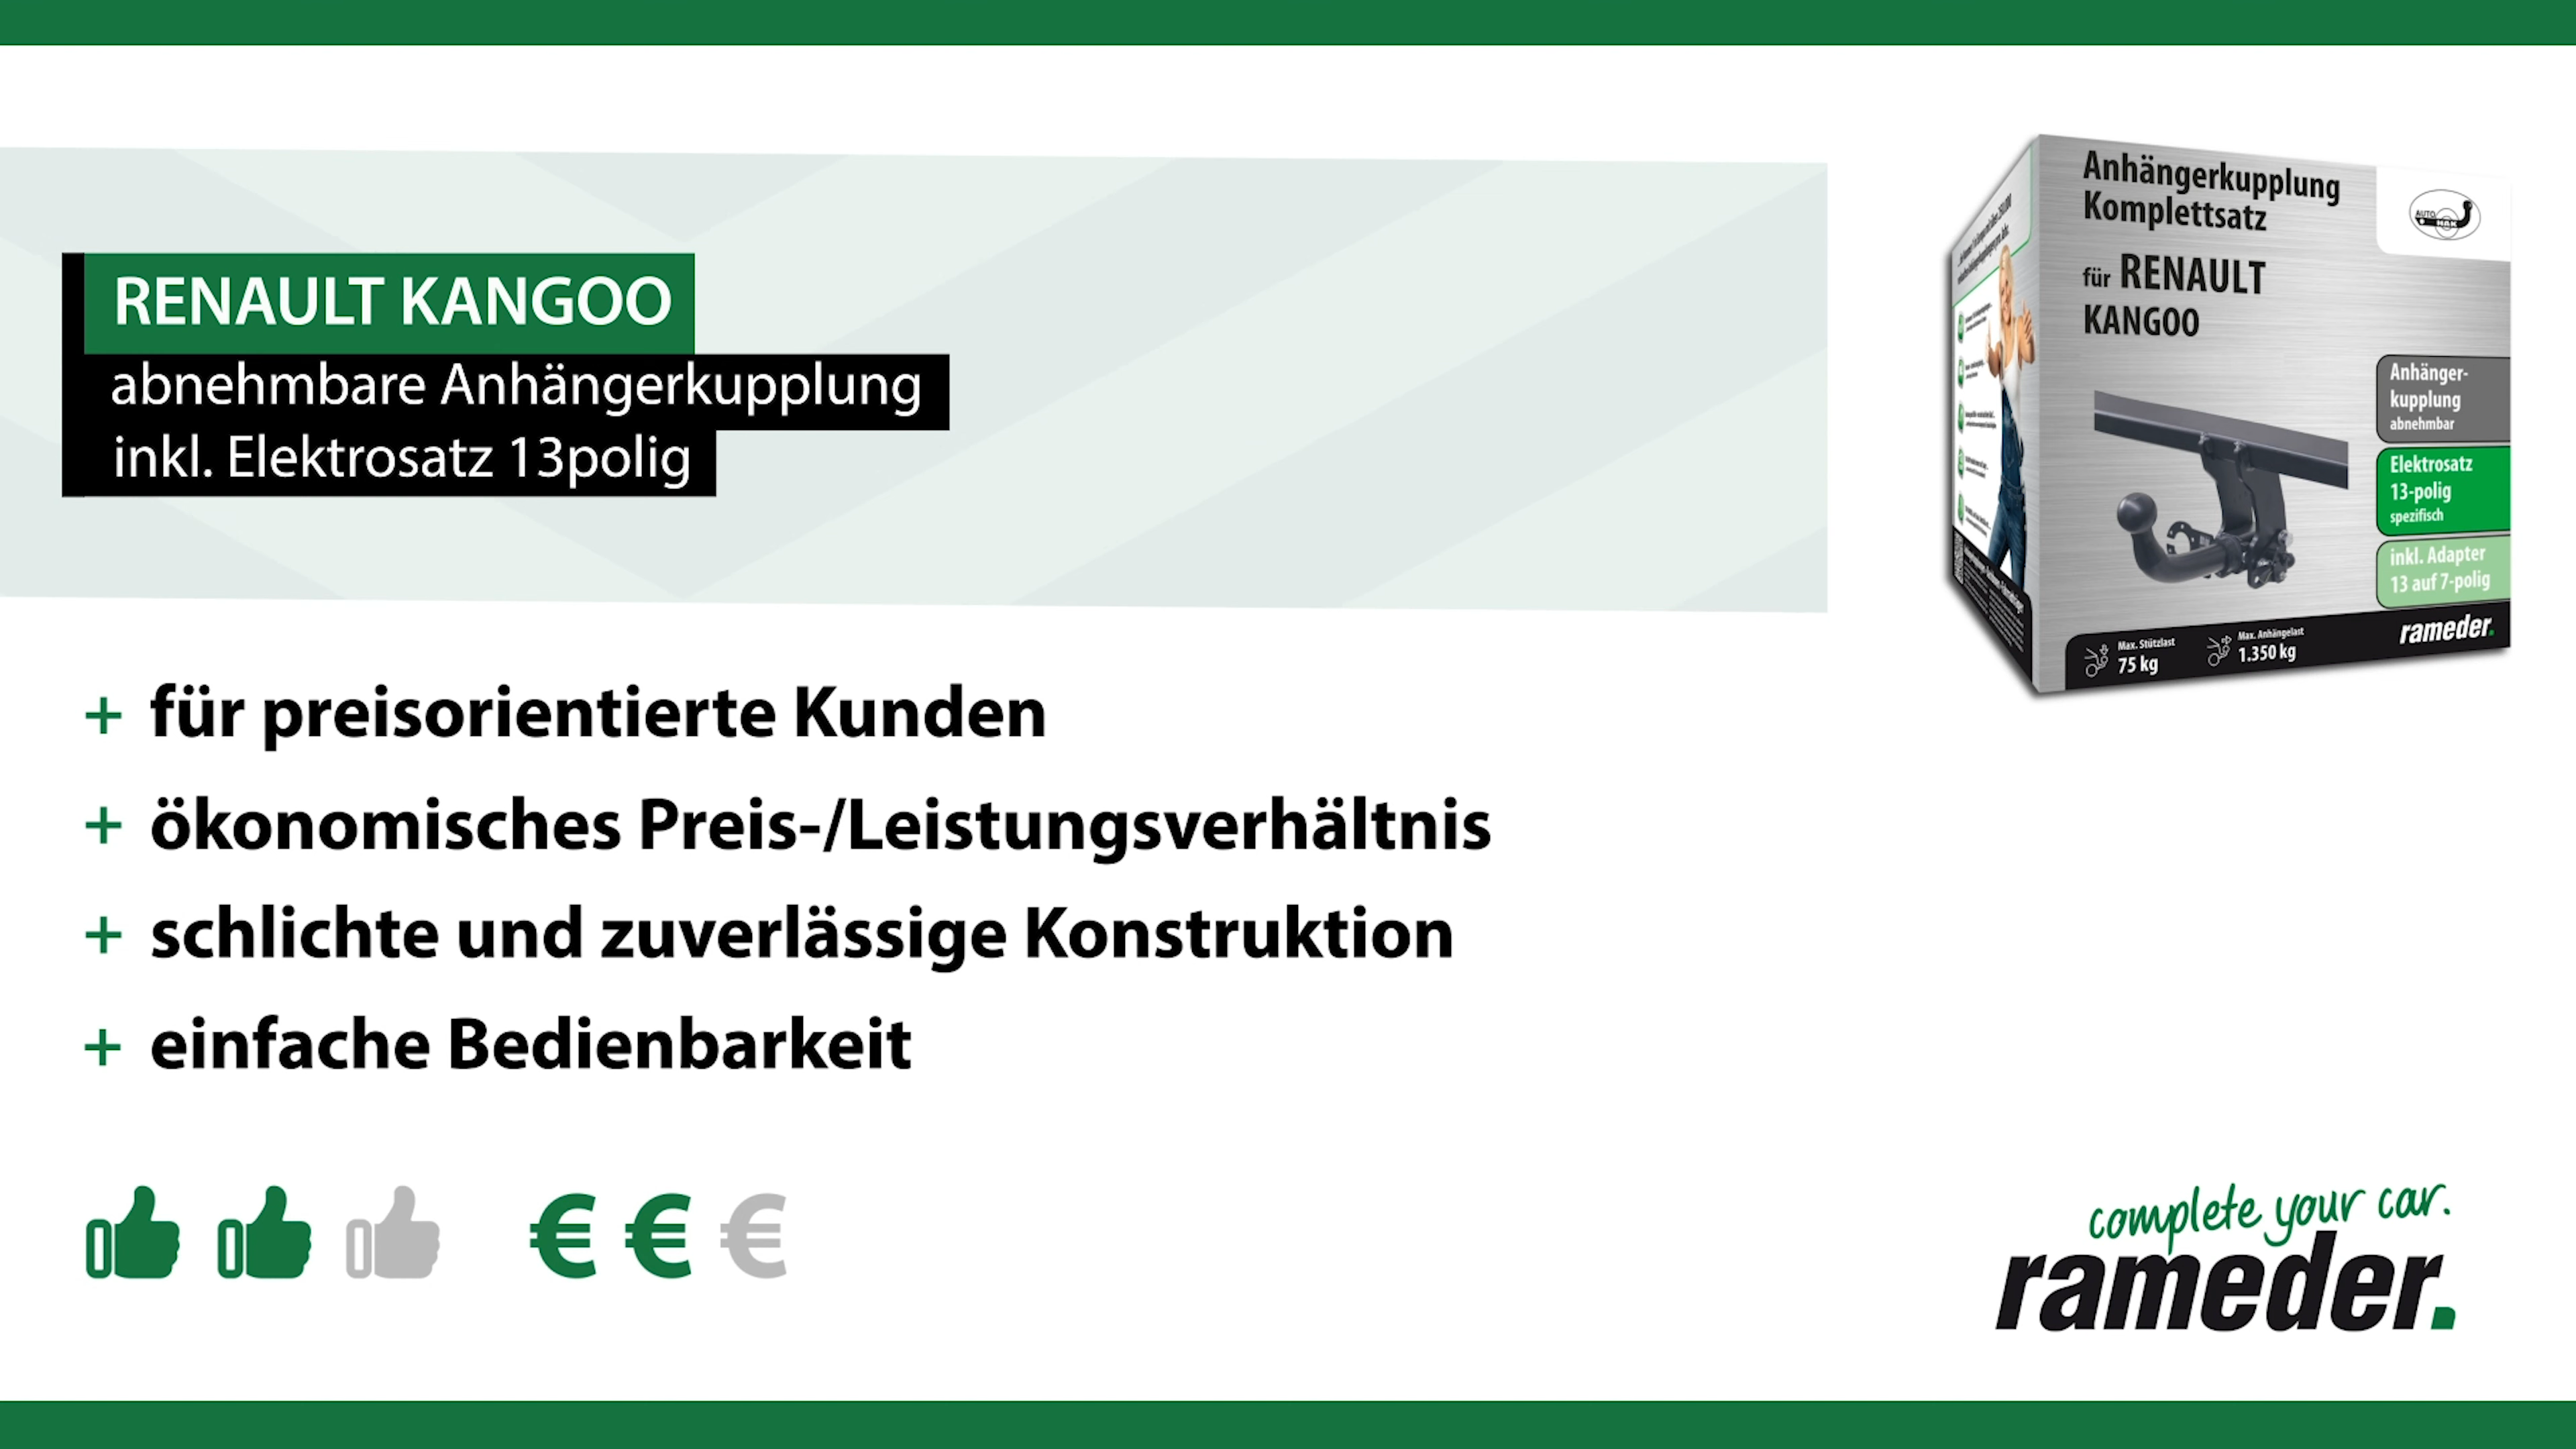 RENAULT KANGOO
abnehmbare Anhängerkupplung
inkl. Elektrosatz 13polig
+ für preisorientierte Kunden
+ ökonomisches Preis-/Leistungsverhältnis
+ schlichte und zuverlässige Konstruktion
+ einfache Bedienbarkeit
€ € €
Anhängerkupplung
Komplettsatz
für RENAULT
KANGOO
AUTO
HAK
Anhänger-
kupplung
abnehmbar
Elektrosatz
13-polig
spezifisch
inkl. Adapter
13 auf 7-polig
Max. Stützlast
75 kg
Max. Anhängelast
1.350 kg
rameder.
complete your car.
rameder.